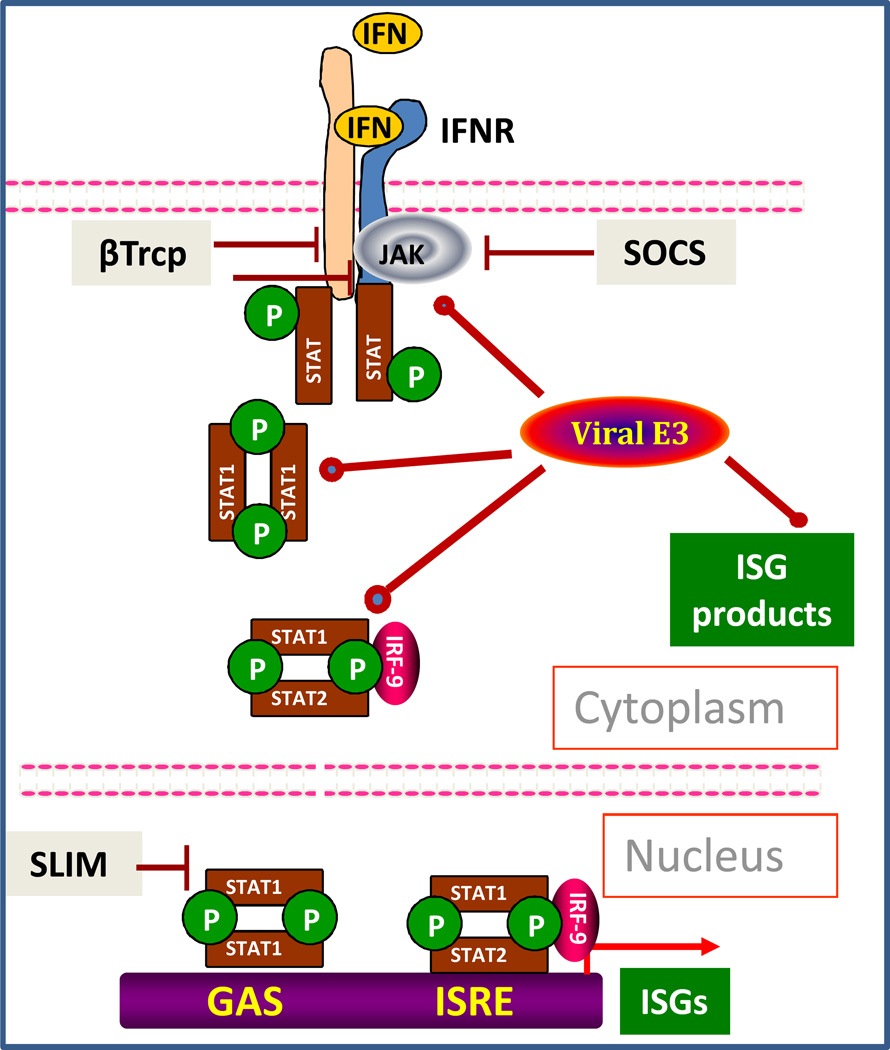 IFN
IFN
IFNR
βTrcp
JAK
SOCS
P
STAT
STAT
P
Viral E3
P
STAT1
STAT1
P
ISG
products
STAT1
P
P
IRF-9
STAT2
Cytoplasm
Nucleus
SLIM
STAT1
P
P
STAT1
STAT1
P
P
IRF-9
STAT2
GAS
ISRE
ISGs